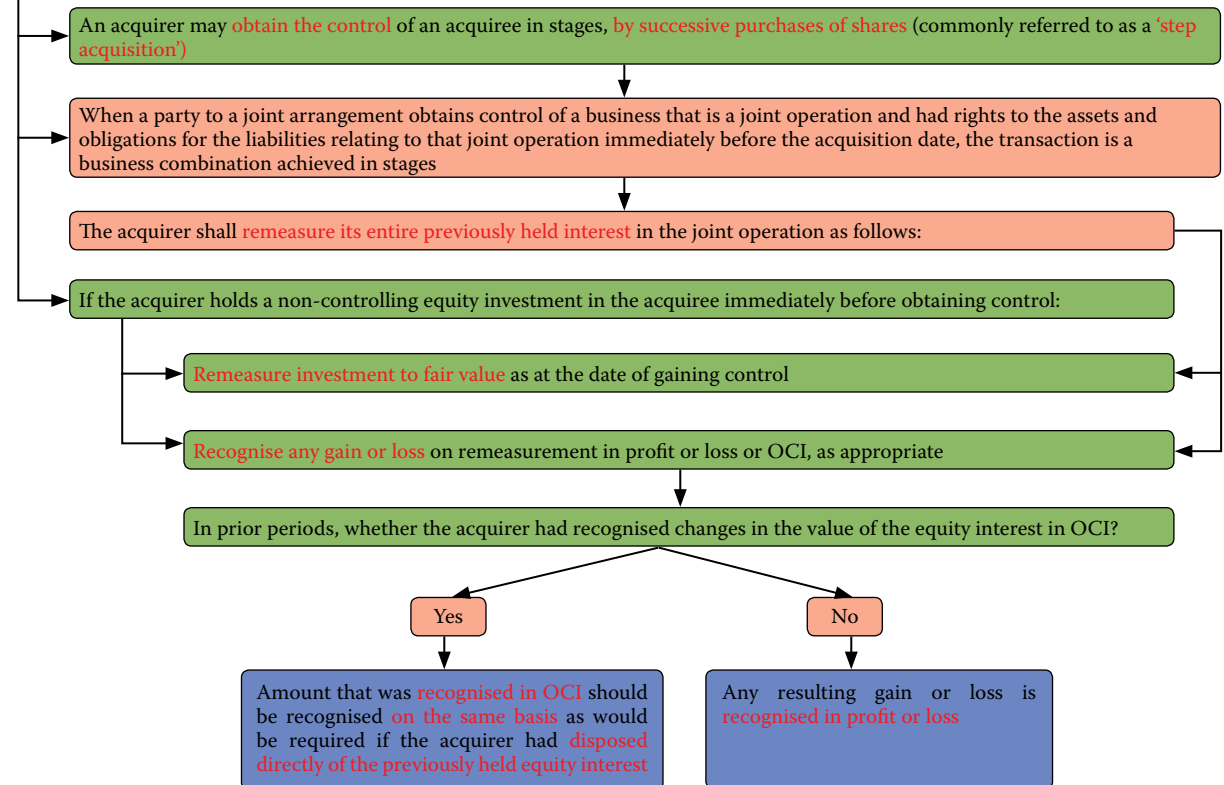 An acquirer may obtain the control of an acquiree in stages, by successive purchases of shares (commonly referred to as a ‘step
acquisition’)
When a party to a joint arrangement obtains control of a business that is a joint operation and had rights to the assets and
obligations for the liabilities relating to that joint operation immediately before the acquisition date, the transaction is a
business combination achieved in stages
The acquirer shall remeasure its entire previously held interest in the joint operation as follows:
If the acquirer holds a non-controlling equity investment in the acquiree immediately before obtaining control:
Remeasure investment to fair value as at the date of gaining control
Recognise any gain or loss on remeasurement in profit or loss or OCI, as appropriate
In prior periods, whether the acquirer had recognised changes in the value of the equity interest in OCI?
Yes
No
Amount that was recognised in OCI should
be recognised on the same basis as would
be required if the acquirer had disposed
directly of the previously held equity interest
Any resulting gain or loss is
recognised in profit or loss